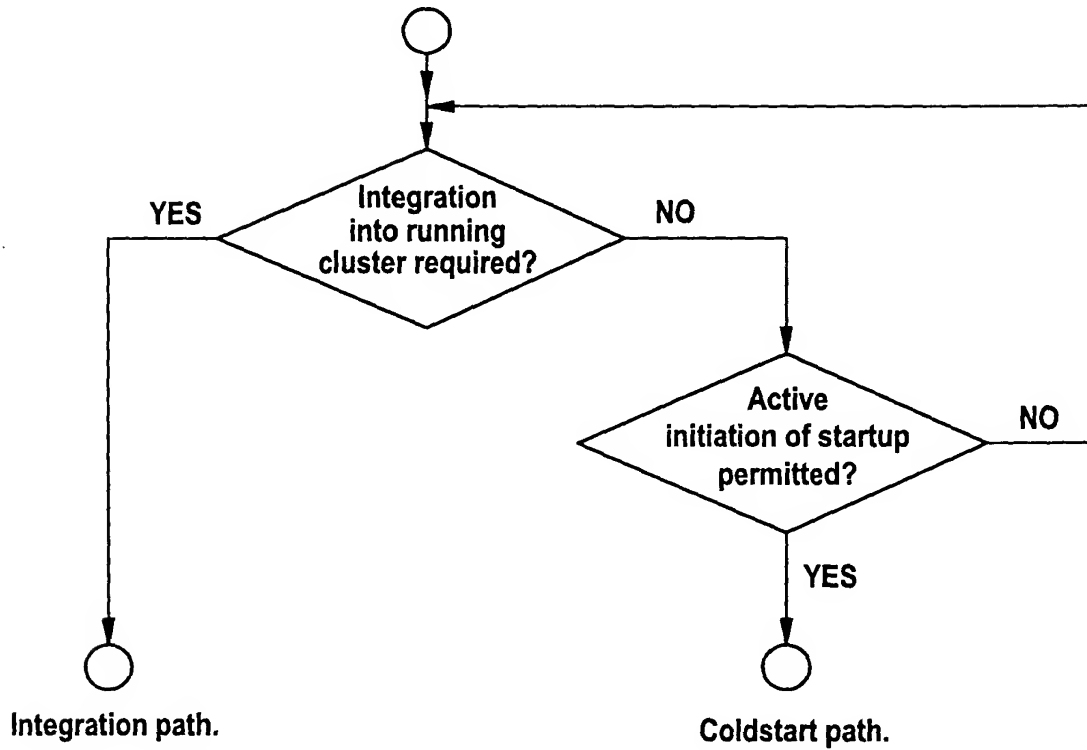 Integration
into running
cluster required?
YES
NO
Active
initiation of startup
permitted?
NO
YES
Integration path.
Coldstart path.